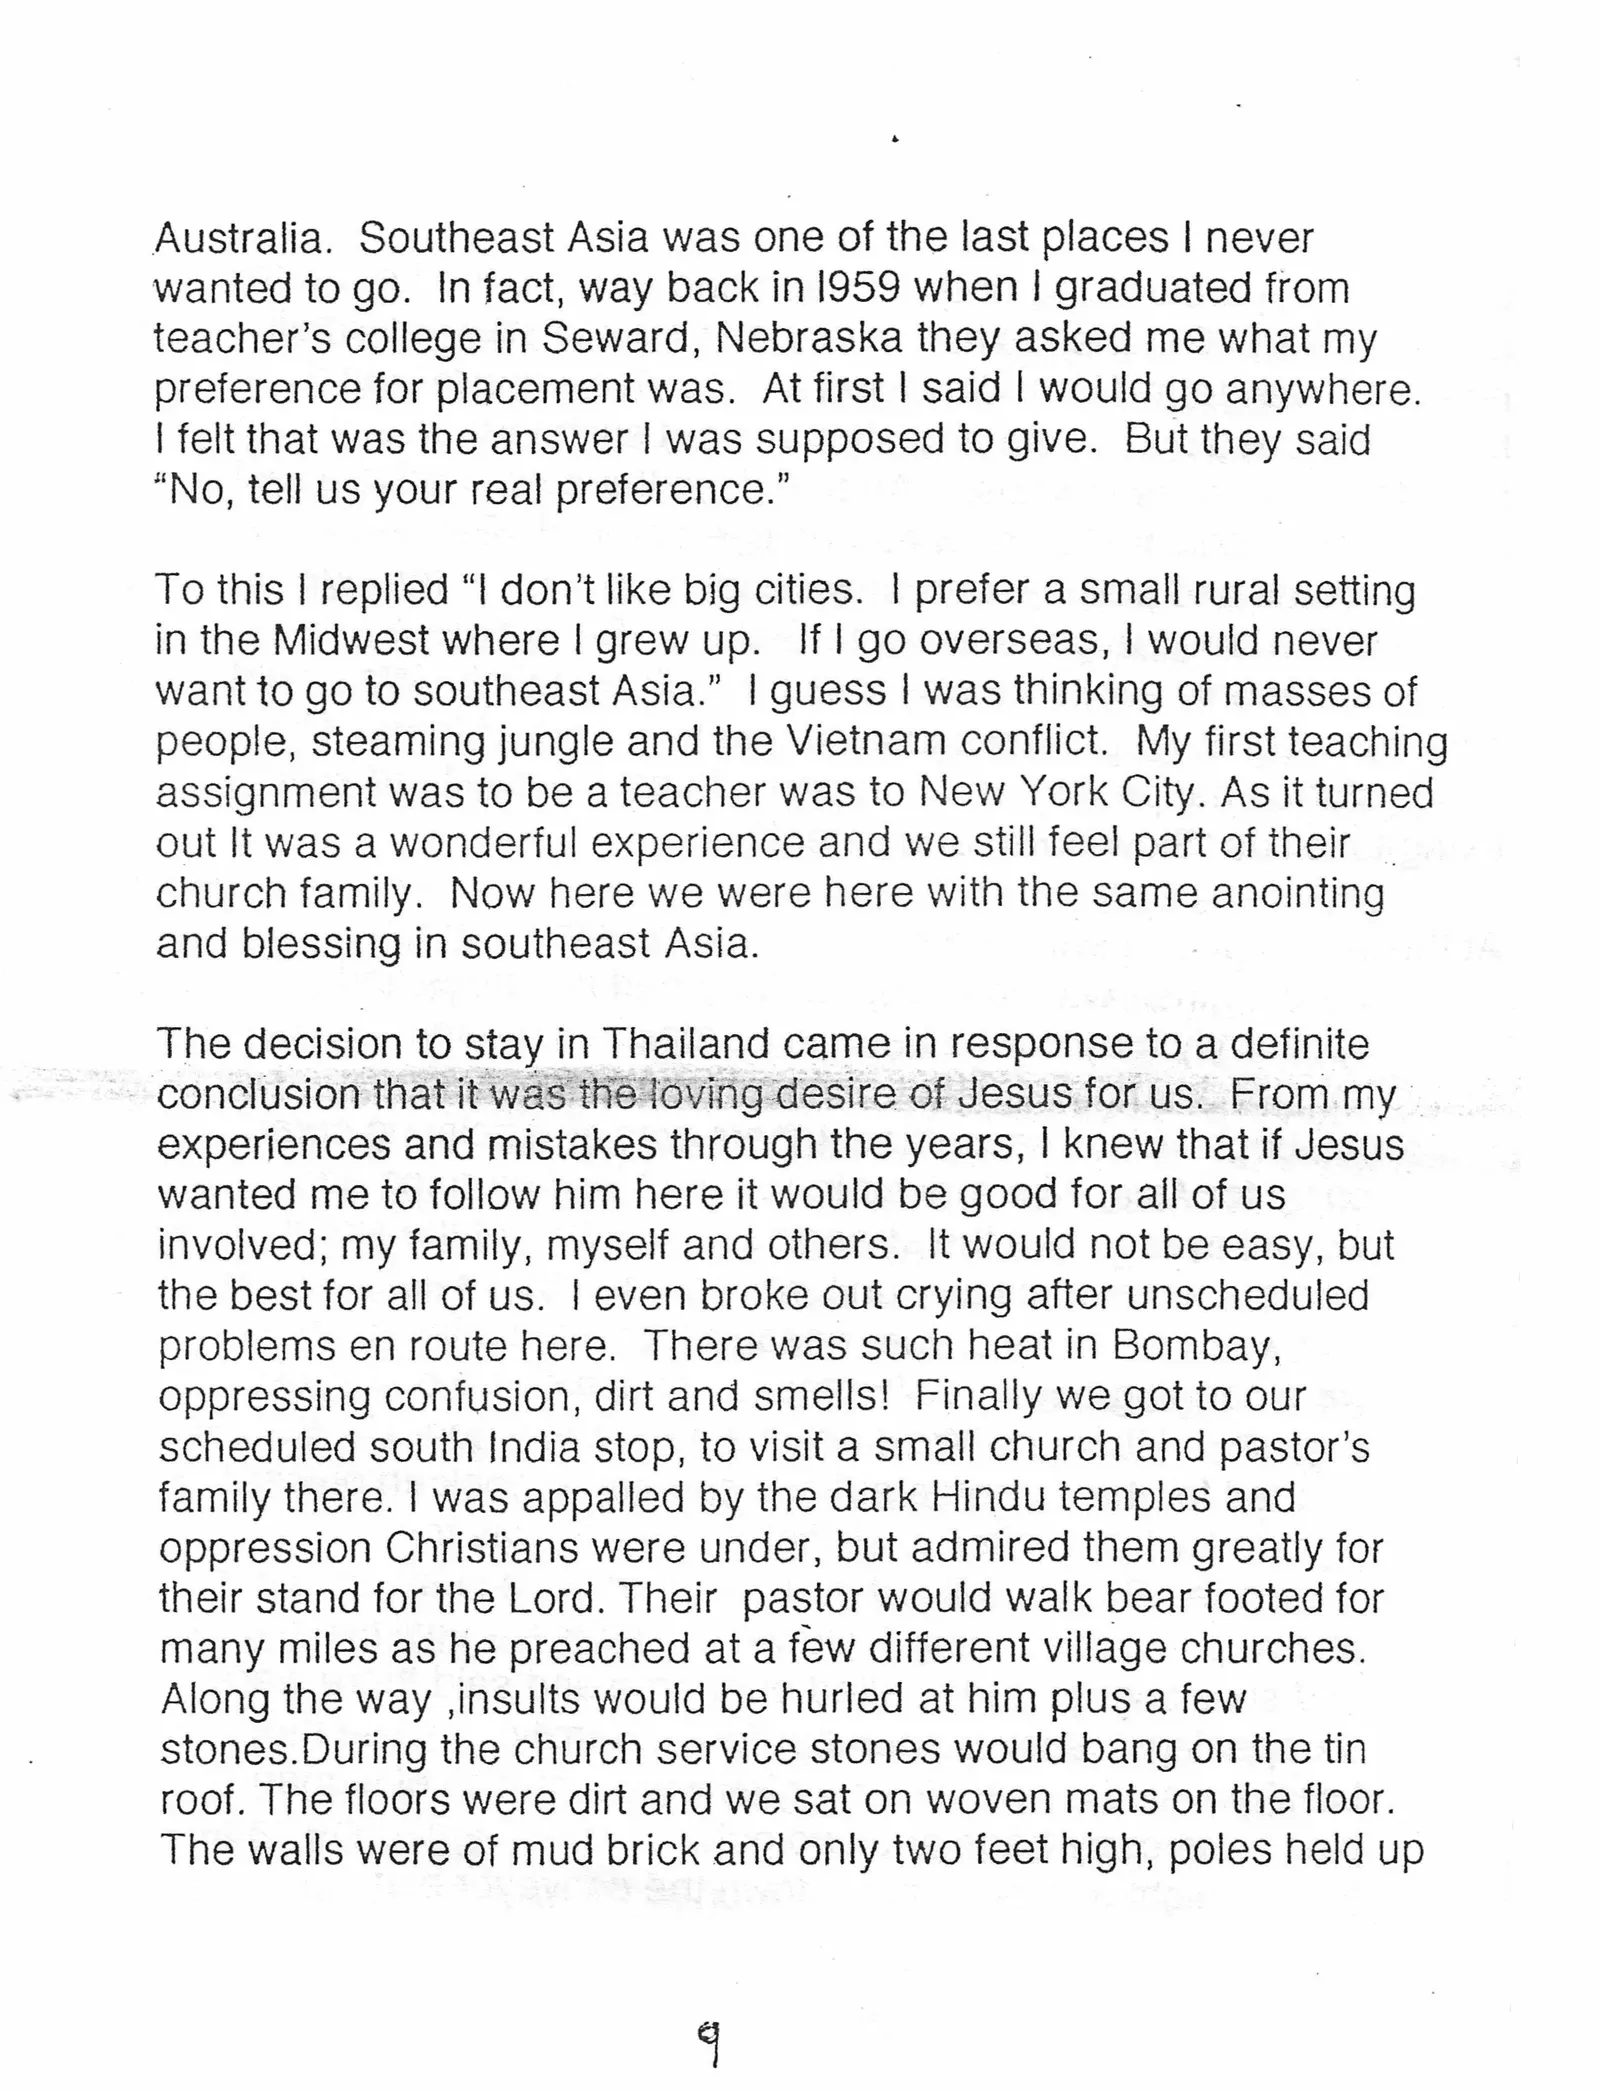 Australia.  Southeast Asia was one of the last places I never
wanted to go.  In fact, way back in l959 when I graduated from
teacher's college in Seward, Nebraska they asked me what my
preference for placement was.  At first I said I would go anywhere.
I felt that was the answer I was supposed to give.  But they said
“No, tell us your real preference.”

To this I replied “I don't like big cities.  I prefer a small rural setting
in the Midwest where I grew up.   If I go overseas, I would never
want to go to southeast Asia.”  I guess I was thinking of masses of
people, steaming jungle and the Vietnam conflict.  My first teaching
assignment was to be a teacher was to New York City. As it turned
out It was a wonderful experience and we still feel part of their
church family.  Now here we were here with the same anointing
and blessing in southeast Asia.

The decision to stay in Thailand came in response to a definite
conclusion that it was the loving desire of Jesus for us.  From my
experiences and mistakes through the years, I knew that if Jesus
wanted me to follow him here it would be good for all of us
involved; my family, myself and others.  It would not be easy, but
the best for all of us.  I even broke out crying after unscheduled
problems en route here.  There was such heat in Bombay,
oppressing confusion, dirt and smells!  Finally we got to our
scheduled south India stop, to visit a small church and pastor's
family there. I was appalled by the dark Hindu temples and
oppression Christians were under, but admired them greatly for
their stand for the Lord. Their  pastor would walk bear footed for
many miles as he preached at a few different village churches.
Along the way ,insults would be hurled at him plus a few
stones.During the church service stones would bang on the tin
roof. The floors were dirt and we sat on woven mats on the floor.
The walls were of mud brick and only two feet high, poles held up

9